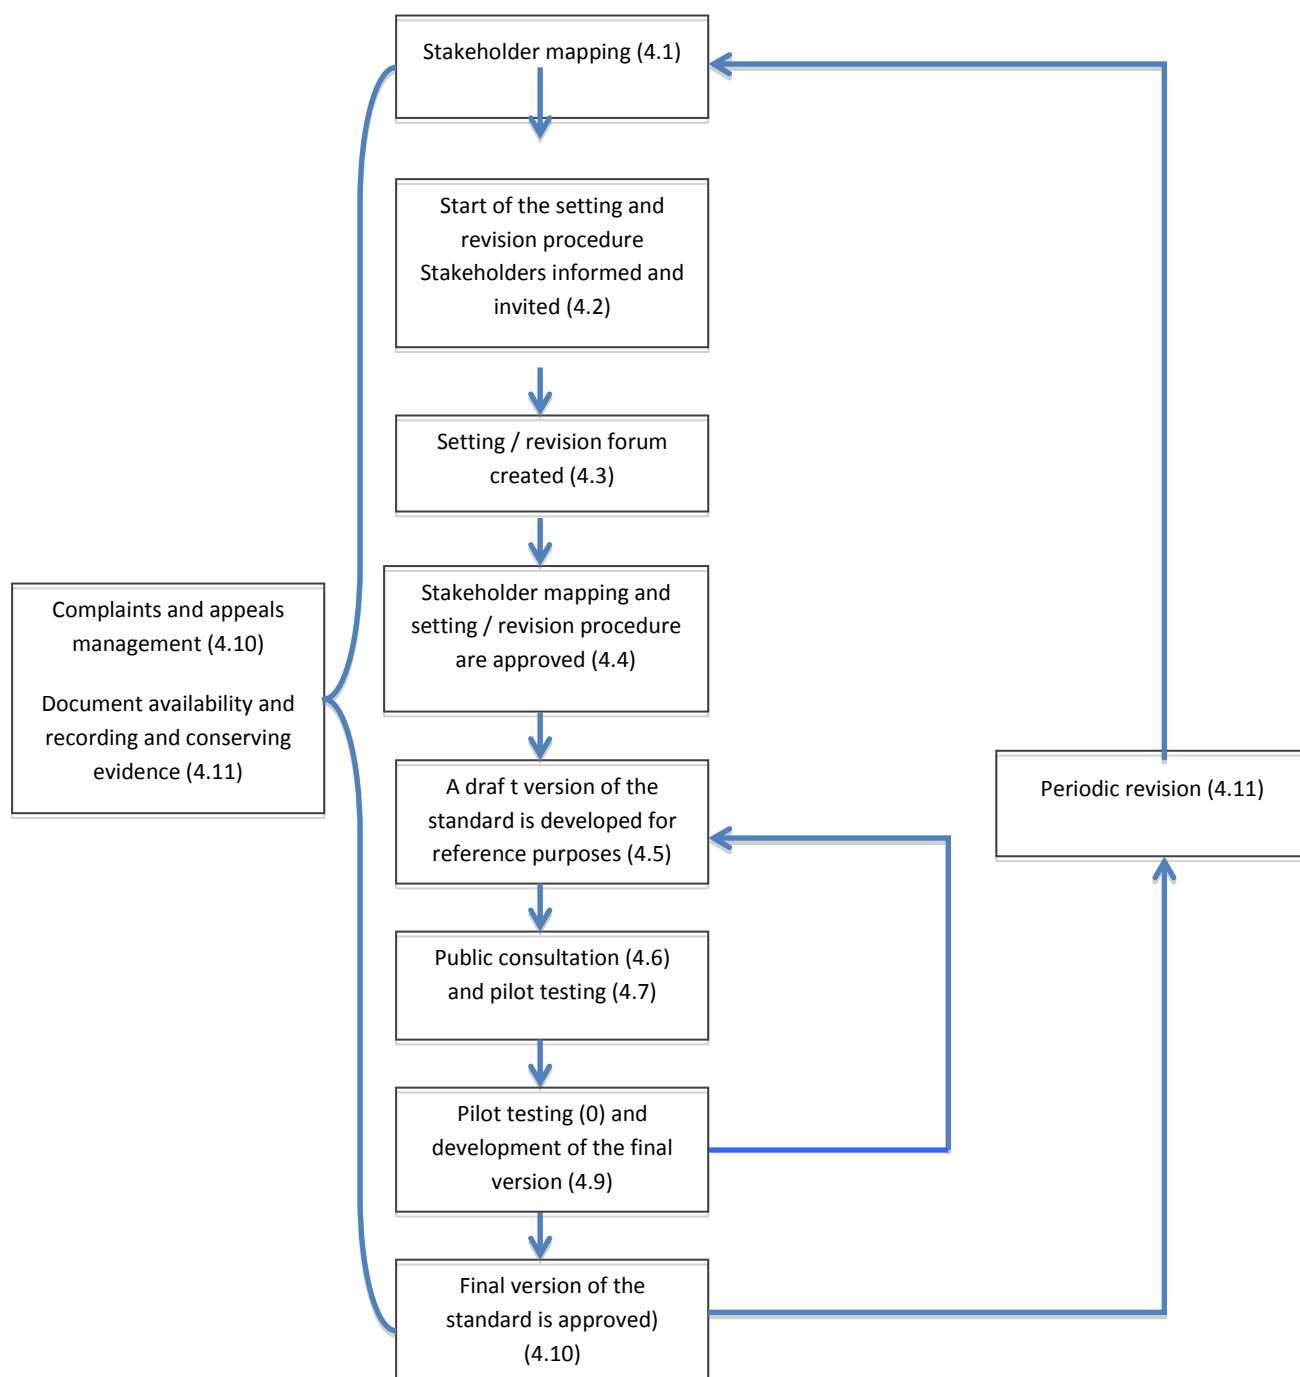 Stakeholder mapping (4.1)
Start of the setting and
revision procedure
Stakeholders informed and
invited (4.2)
Setting / revision forum
created (4.3)
Stakeholder mapping and
setting / revision procedure
are approved (4.4)
Complaints and appeals
management (4.10)
Document availability and
recording and conserving
evidence (4.11)
A draf t version of the
standard is developed for
reference purposes (4.5)
Periodic revision (4.11)
Public consultation (4.6)
and pilot testing (4.7)
Pilot testing (0) and
development of the final
version (4.9)
Final version of the
standard is approved)
(4.10)